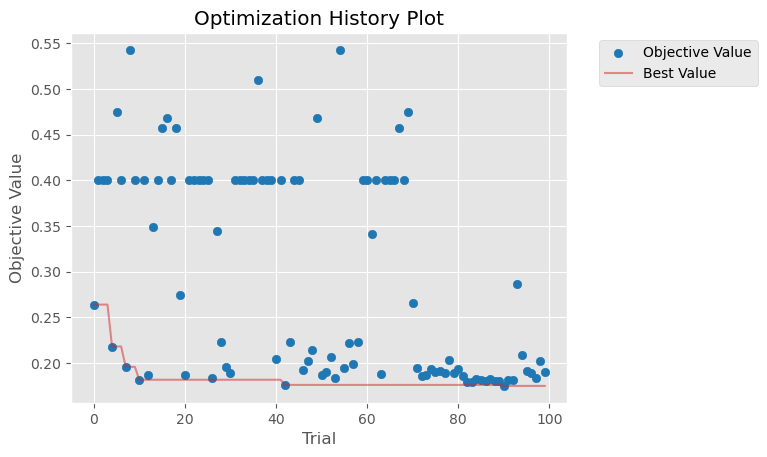 Optimization History Plot
Objective Value
Best Value
0.55
0.50
0.45
0.40
0.35
0.30
0.25
0.20
Objective Value
0
20
40
60
80
100
Trial